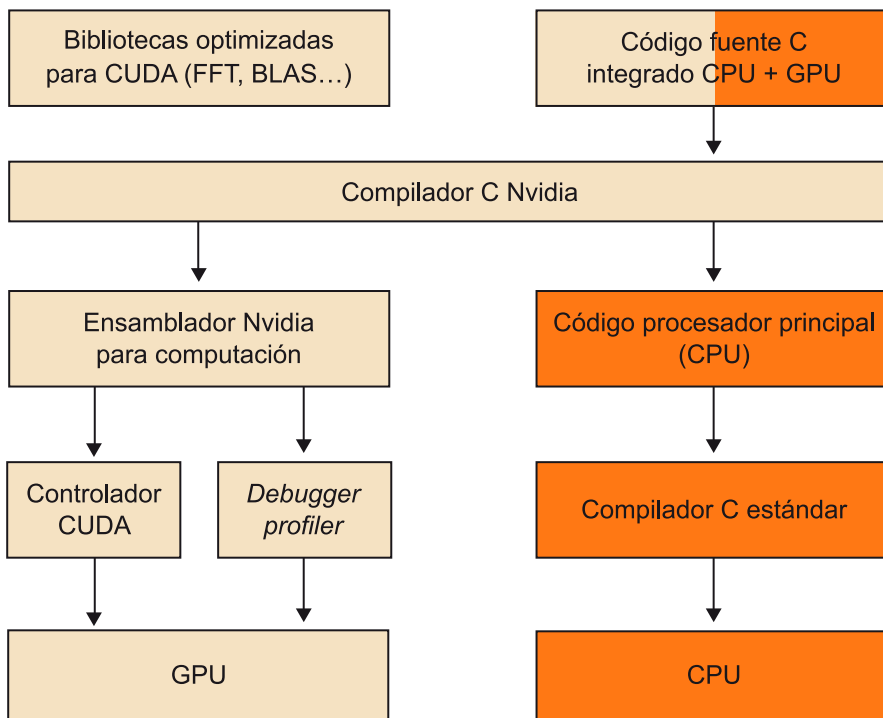 Bibliotecas optimizadas
para CUDA (FFT, BLAS…)
Código fuente C
integrado CPU + GPU
Compilador C Nvidia
Ensamblador Nvidia
para computación
Código procesador principal
(CPU)
Controlador
CUDA
Debugger
profiler
Compilador C estándar
GPU
CPU